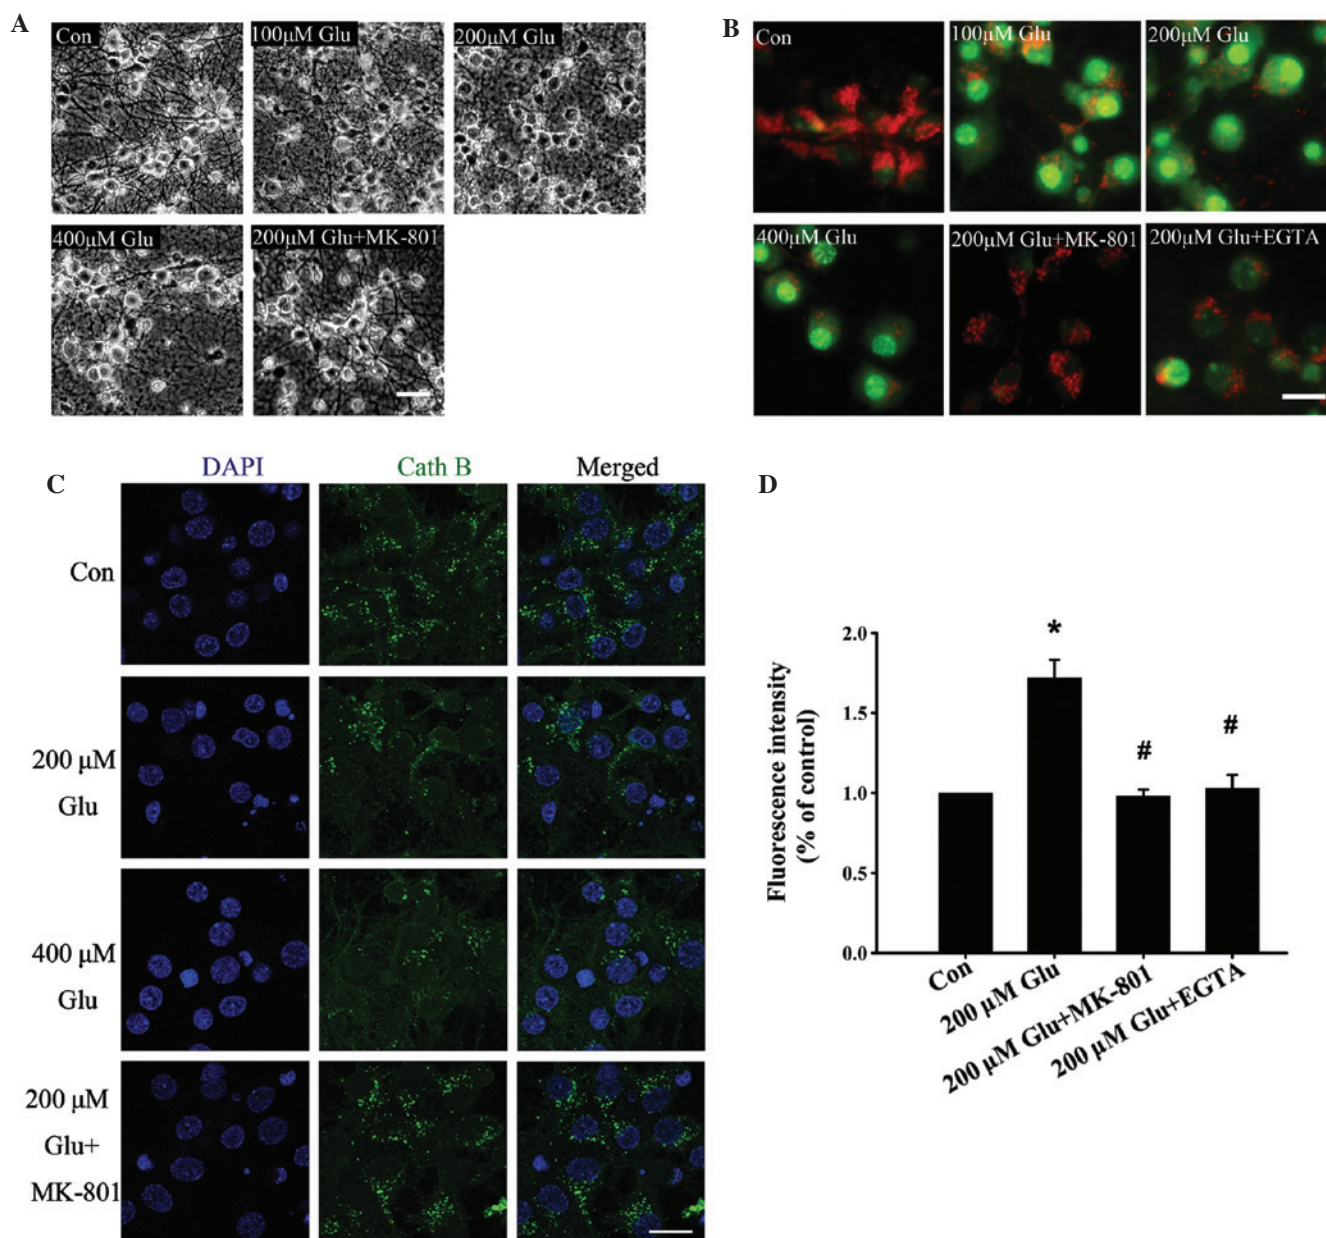 A
Con
100μM Glu
200μM Glu
400μM Glu
200μM Glu+MK-801
B
Con
100μM Glu
200μM Glu
400μM Glu
200μM Glu+MK-801
200μM Glu+EGTA
C
DAPI
Cath B
Merged
Con
200 μM
Glu
400 μM
Glu
200 μM
Glu+
MK-801
D
Fluorescence intensity
(% of control)
2.0
1.5
1.0
0.5
0.0
*
#
#
Con
200 μM Glu
200 μM Glu+MK-801
200 μM Glu+EGTA